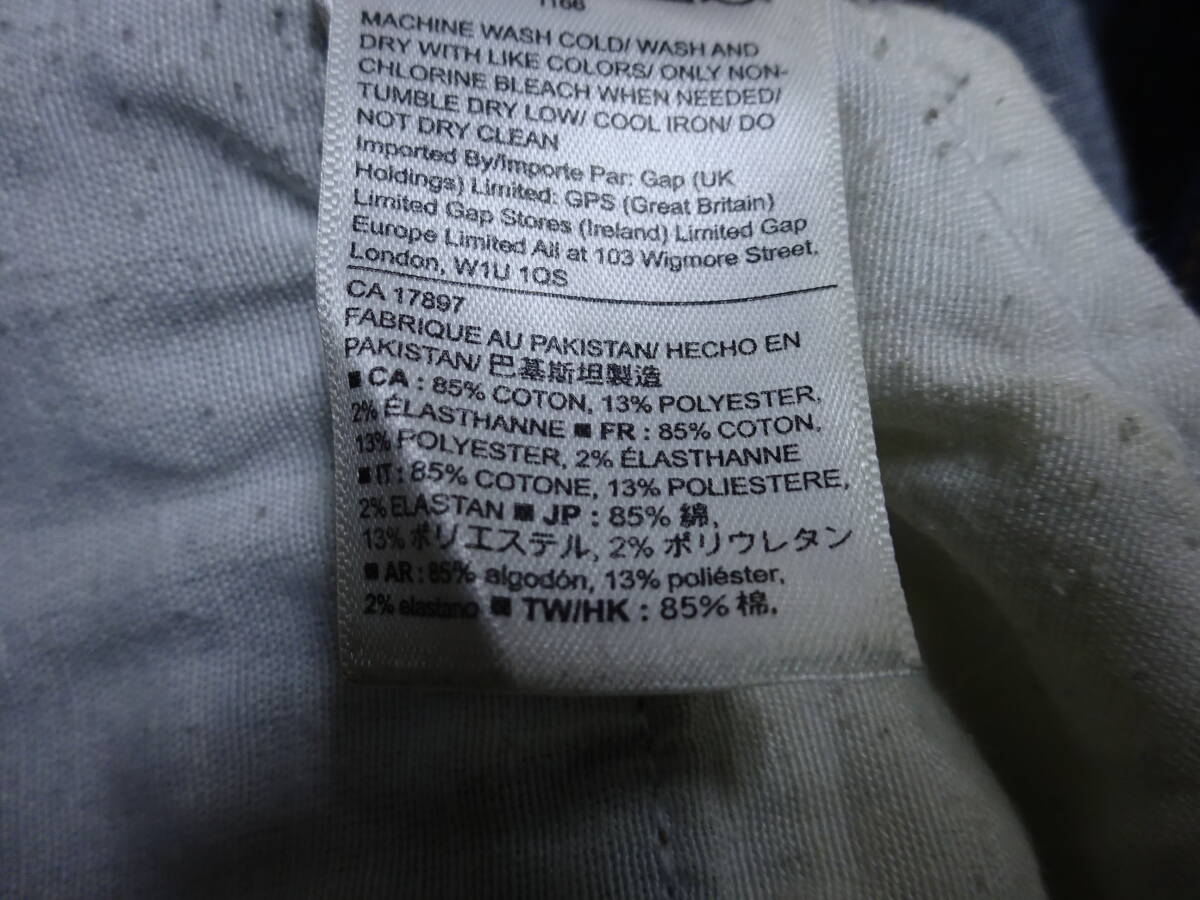 1166
MACHINE WASH COLD/ WASH AND
DRY WITH LIKE COLORS/ ONLY NON-
CHLORINE BLEACH WHEN NEEDED/
TUMBLE DRY LOW/ COOL IRON/ DO
NOT DRY CLEAN
Imported By/Importe Par: Gap (UK
Holdings) Limited: GPS (Great Britain)
Limited Gap Stores (Ireland) Limited Gap
Europe Limited All at 103 Wigmore Street.
London, W1U 1QS
CA 17897
FABRIQUE AU PAKISTAN/ HECHO EN
PAKISTAN/ 巴基斯坦製造
■ CA : 85% COTON, 13% POLYESTER,
2% ÉLASTHANNE ■ FR : 85% COTON,
13% POLYESTER, 2% ÉLASTHANNE
■ IT : 85% COTONE, 13% POLIESTERE,
2% ELASTAN ■ JP : 85% 綿,
13% ポリエステル, 2% ポリウレタン
■ AR : 85% algodón, 13% poliéster,
2% elastano ■ TW/HK : 85% 棉,